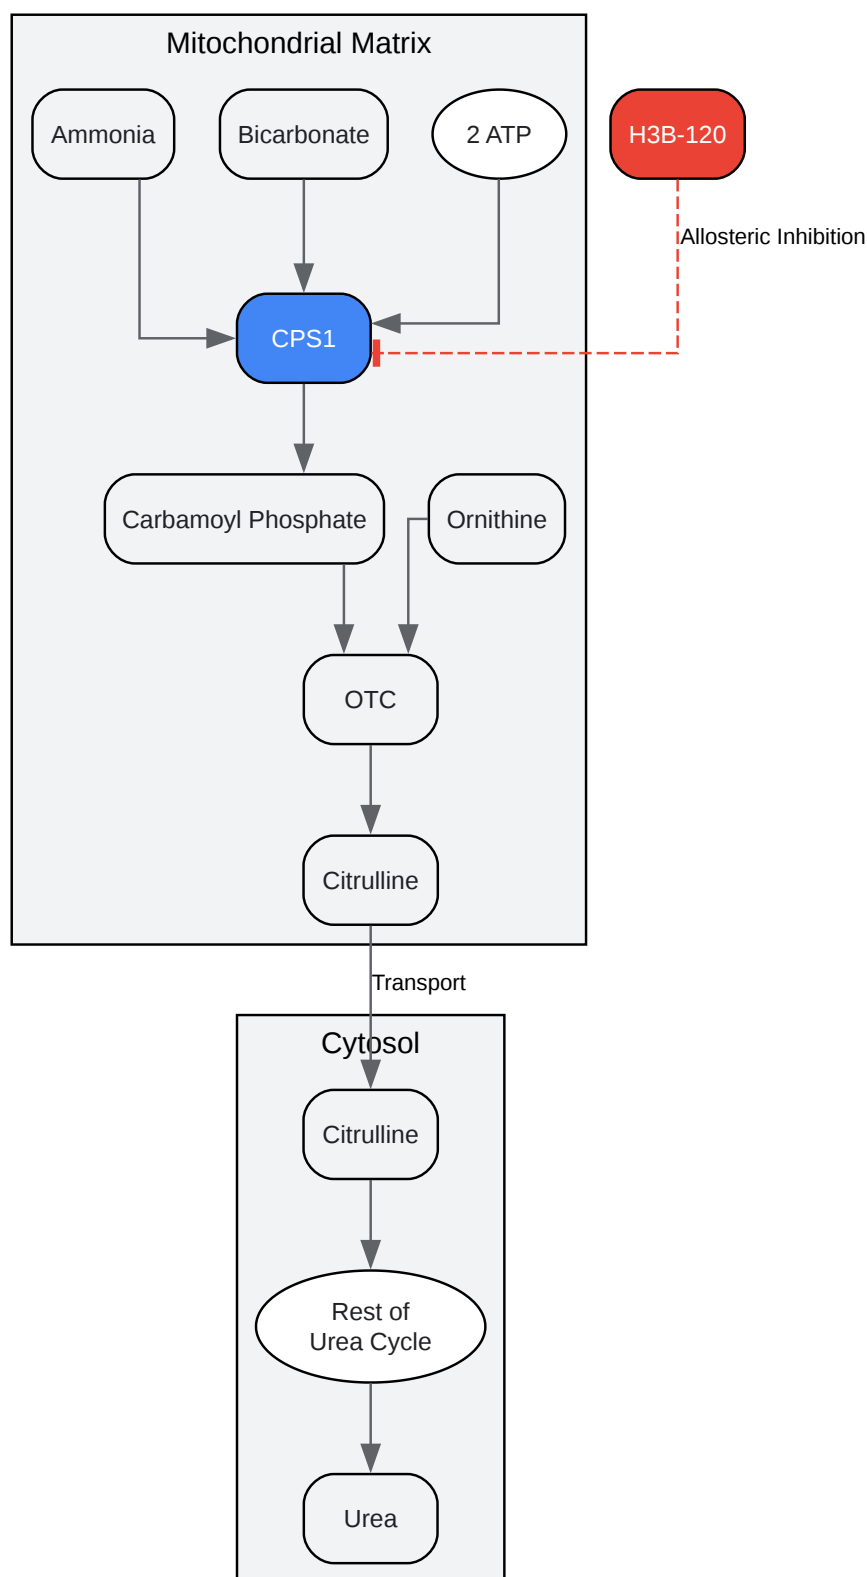 Mitochondrial Matrix
Ammonia
Bicarbonate
2 ATP
H3B-120
Allosteric Inhibition
CPS1
Carbamoyl Phosphate
Ornithine
OTC
Citrulline
Transport
Cytosol
Citrulline
Rest of
Urea Cycle
Urea